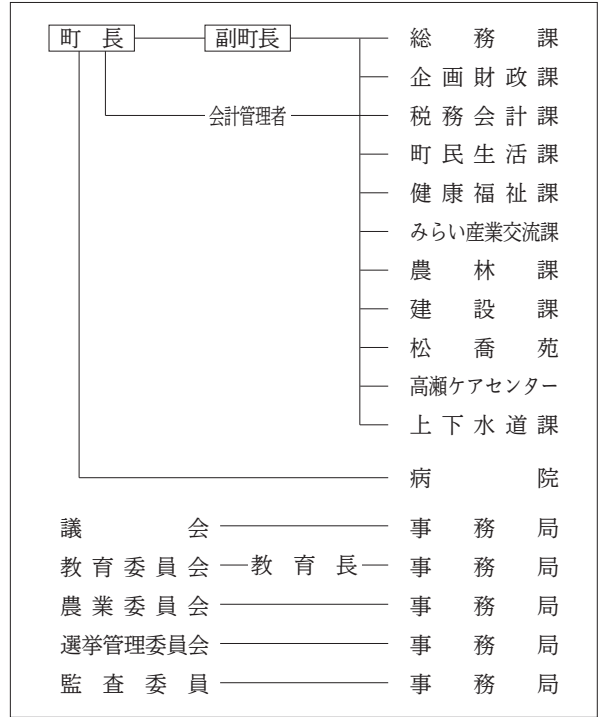 町長 副町長 総務課
企画財政課
会計管理者 税務会計課
町民生活課
健康福祉課
みらい産業交流課
農林課
建設課
松喬苑
高瀬ケアセンター
上下水道課
病院
議会 事務局
教育委員会 教育長 事務局
農業委員会 事務局
選挙管理委員会 事務局
監査委員 事務局